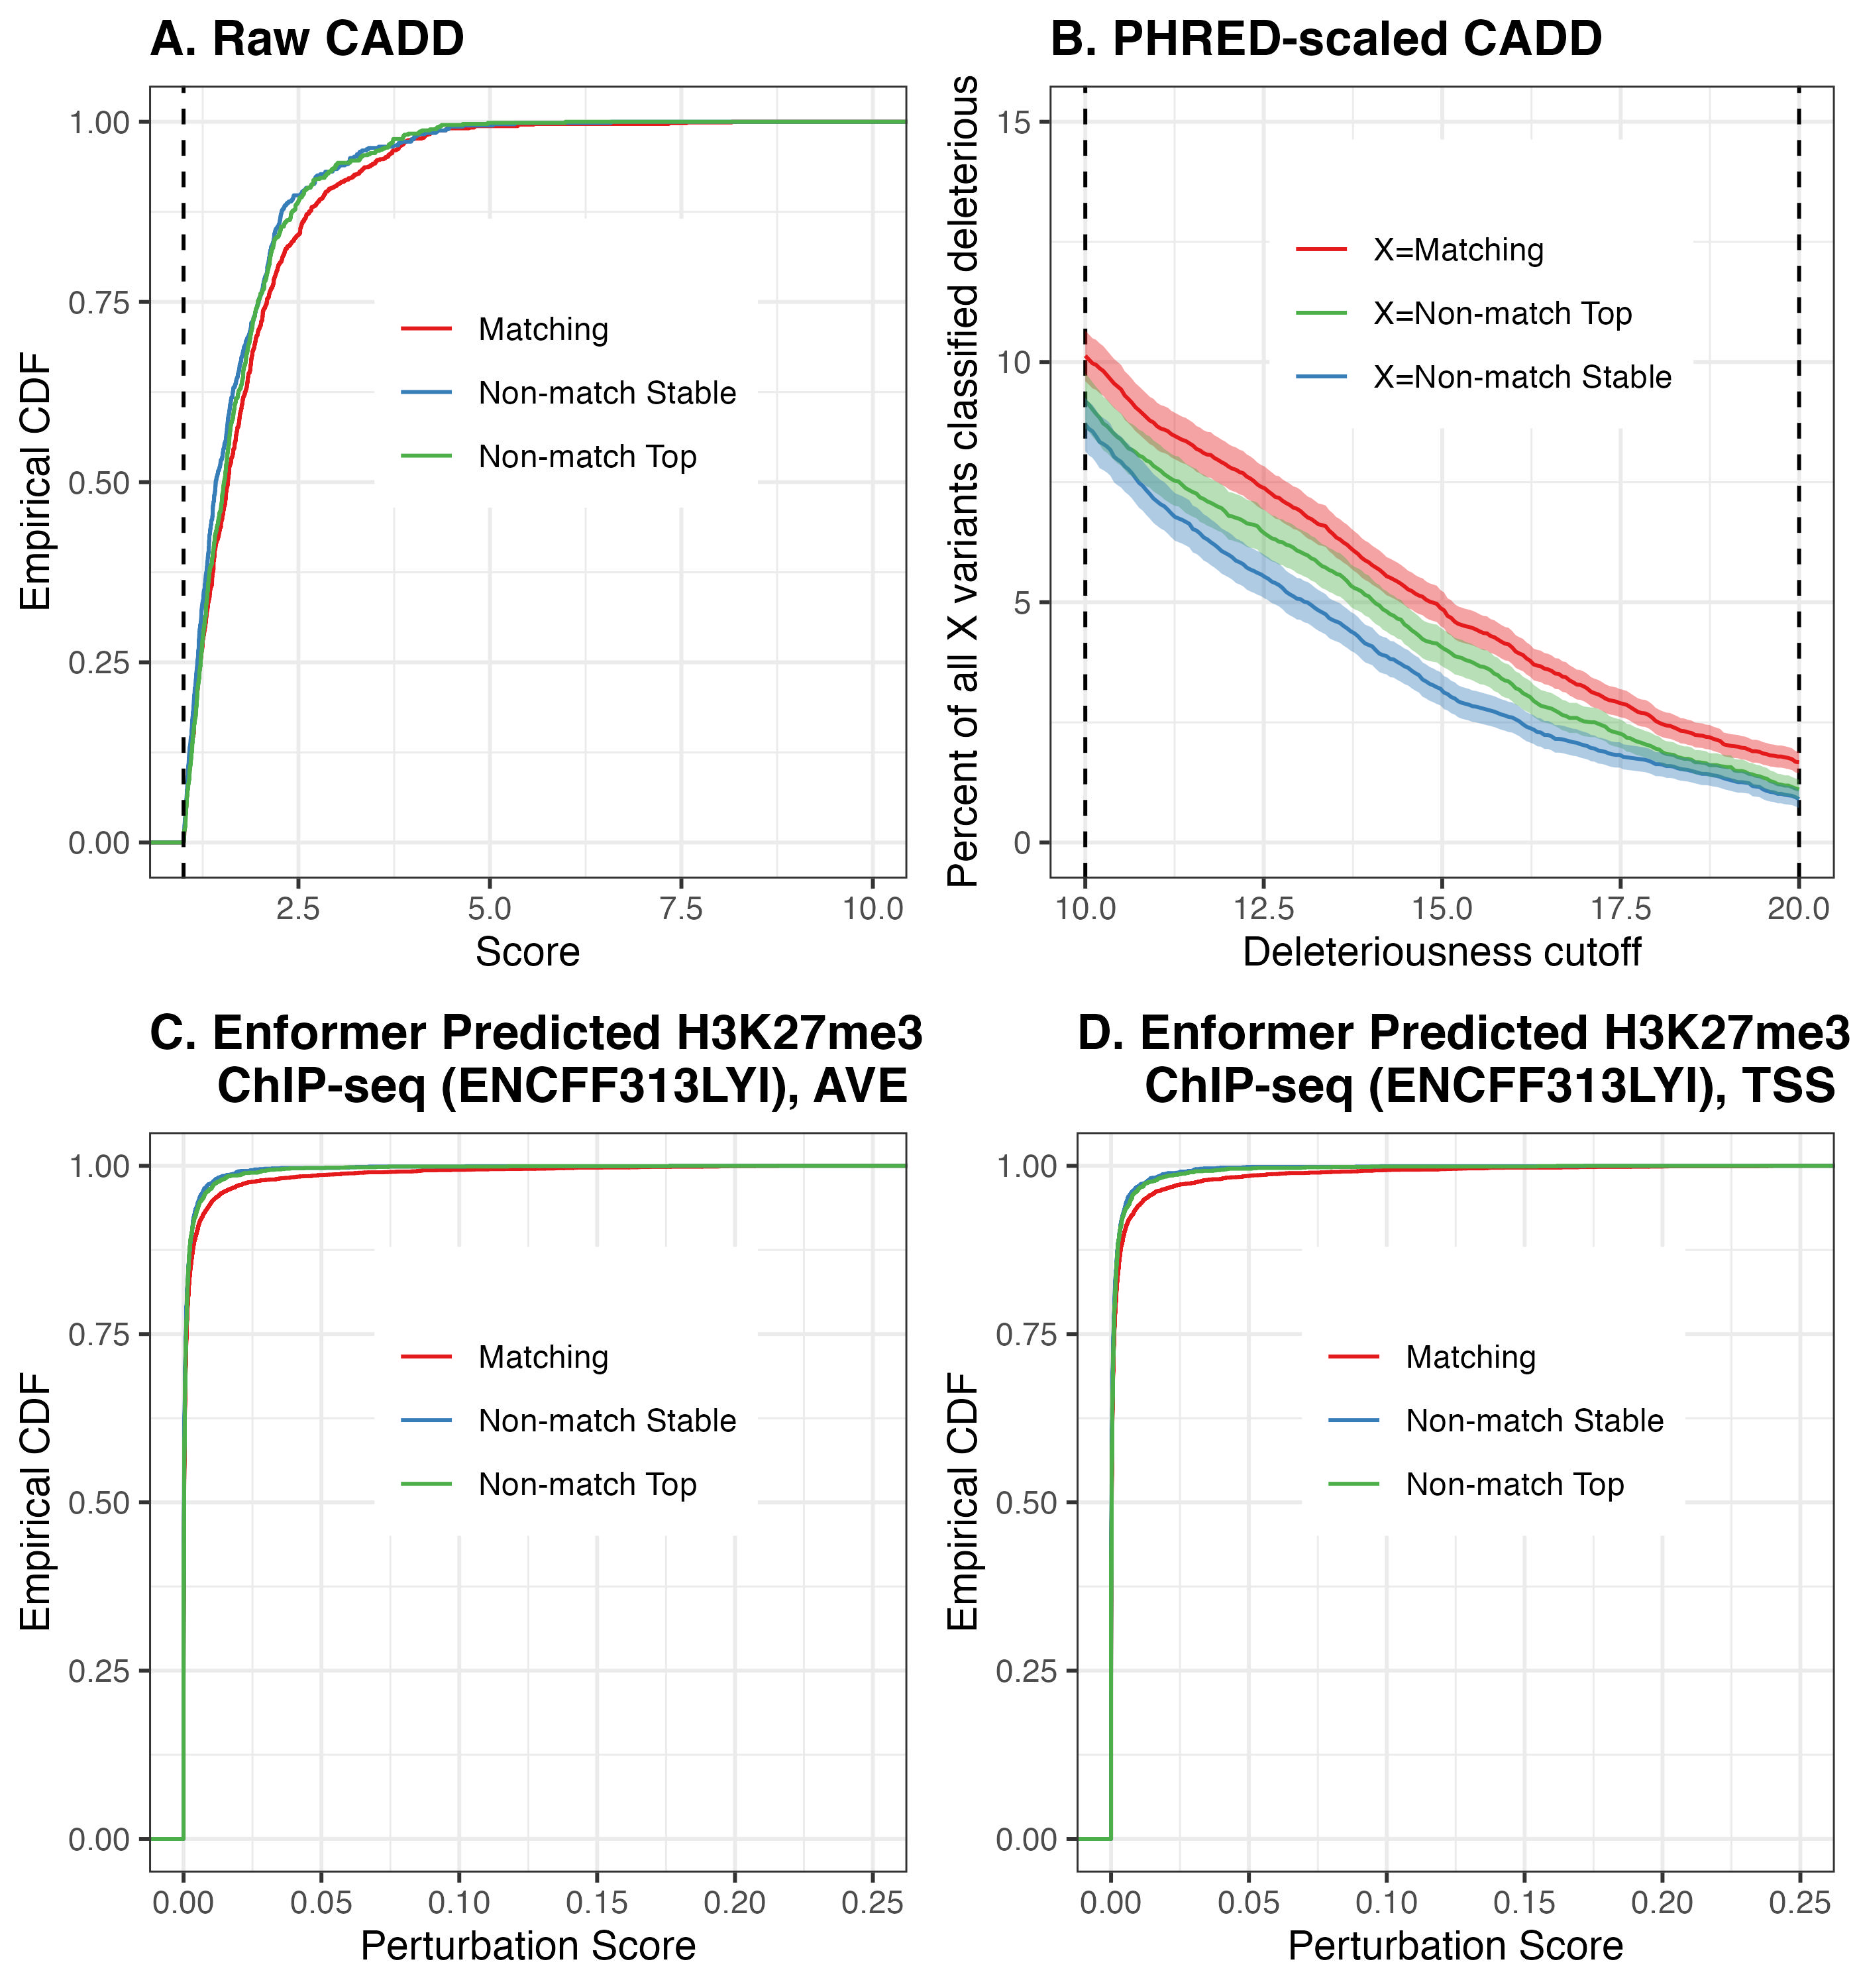 A. Raw CADD
Empirical CDF
1.00
0.75
0.50
0.25
0.00
Matching
Non-match Stable
Non-match Top
2.5
5.0
7.5
10.0
Score
B. PHRED-scaled CADD
Percent of all X variants classified deleterious
15
10
5
0
X=Matching
X=Non-match Top
X=Non-match Stable
10.0
12.5
15.0
17.5
20.0
Deleteriousness cutoff
C. Enformer Predicted H3K27me3
ChIP-seq (ENCFF313LYI), AVE
Empirical CDF
1.00
0.75
0.50
0.25
0.00
Matching
Non-match Stable
Non-match Top
0.00
0.05
0.10
0.15
0.20
0.25
Perturbation Score
D. Enformer Predicted H3K27me3
ChIP-seq (ENCFF313LYI), TSS
Empirical CDF
1.00
0.75
0.50
0.25
0.00
Matching
Non-match Stable
Non-match Top
0.00
0.05
0.10
0.15
0.20
0.25
Perturbation Score